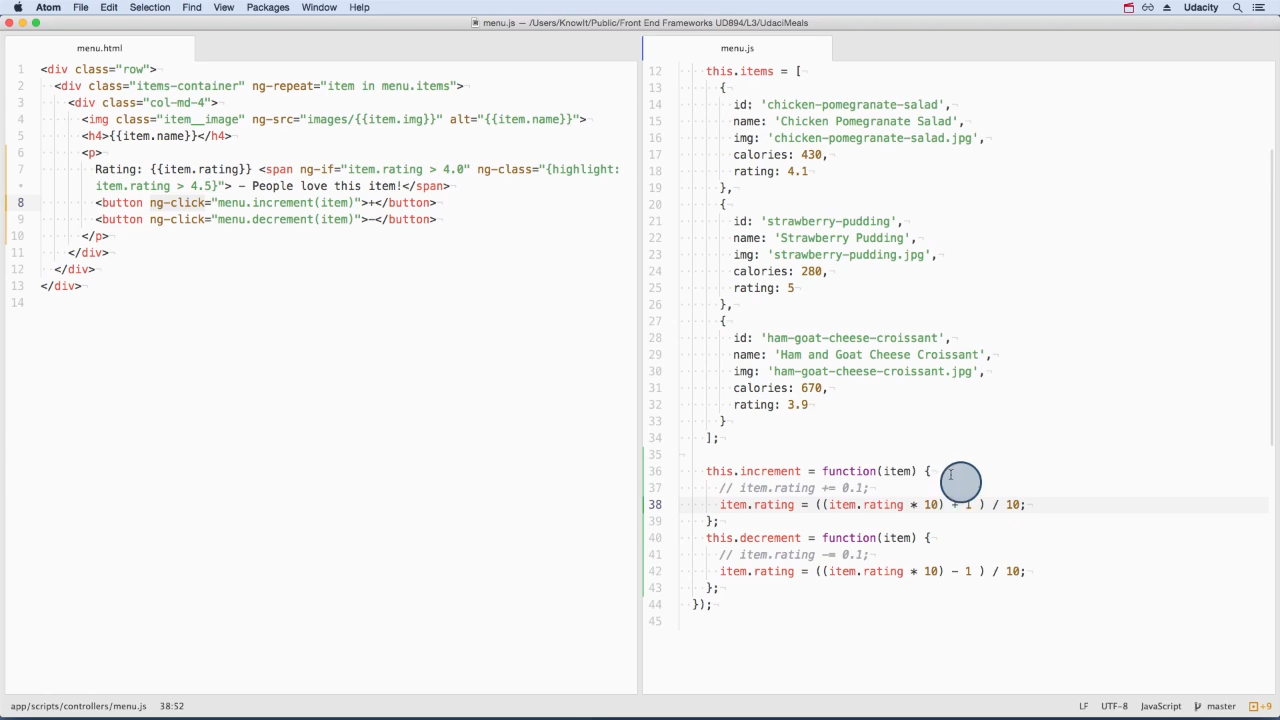 Atom File Edit Selection Find View Packages Window Help Udacity
menu.js — /Users/KnowIt/Public/Front End Frameworks UD894/L3/UdaciMeals
menu.html
1 <div class="row">
2 <div class="items-container" ng-repeat="item in menu.items">
3 <div class="col-md-4">
4 <img class="item__image" ng-src="images/{{item.img}}" alt="{{item.name}}">
5 <h4>{{item.name}}</h4>
6 <p>
7 Rating: {{item.rating}} <span ng-if="item.rating > 4.0" ng-class="{highlight:
• item.rating > 4.5}"> - People love this item!</span>
8 <button ng-click="menu.increment(item)">+</button>
9 <button ng-click="menu.decrement(item)">-</button>
10 </p>
11 </div>
12 </div>
13 </div>
14
menu.js
12 this.items = [
13 {
14 id: 'chicken-pomegranate-salad',
15 name: 'Chicken Pomegranate Salad',
16 img: 'chicken-pomegranate-salad.jpg',
17 calories: 430,
18 rating: 4.1
19 },
20 {
21 id: 'strawberry-pudding',
22 name: 'Strawberry Pudding',
23 img: 'strawberry-pudding.jpg',
24 calories: 280,
25 rating: 5
26 },
27 {
28 id: 'ham-goat-cheese-croissant',
29 name: 'Ham and Goat Cheese Croissant',
30 img: 'ham-goat-cheese-croissant.jpg',
31 calories: 670,
32 rating: 3.9
33 }
34 ];
35
36 this.increment = function(item) {
37 // item.rating += 0.1;
38 item.rating = ((item.rating * 10) + 1 ) / 10;
39 };
40 this.decrement = function(item) {
41 // item.rating -= 0.1;
42 item.rating = ((item.rating * 10) - 1 ) / 10;
43 };
44 });
45
app/scripts/controllers/menu.js 38:52 LF UTF-8 JavaScript master +9